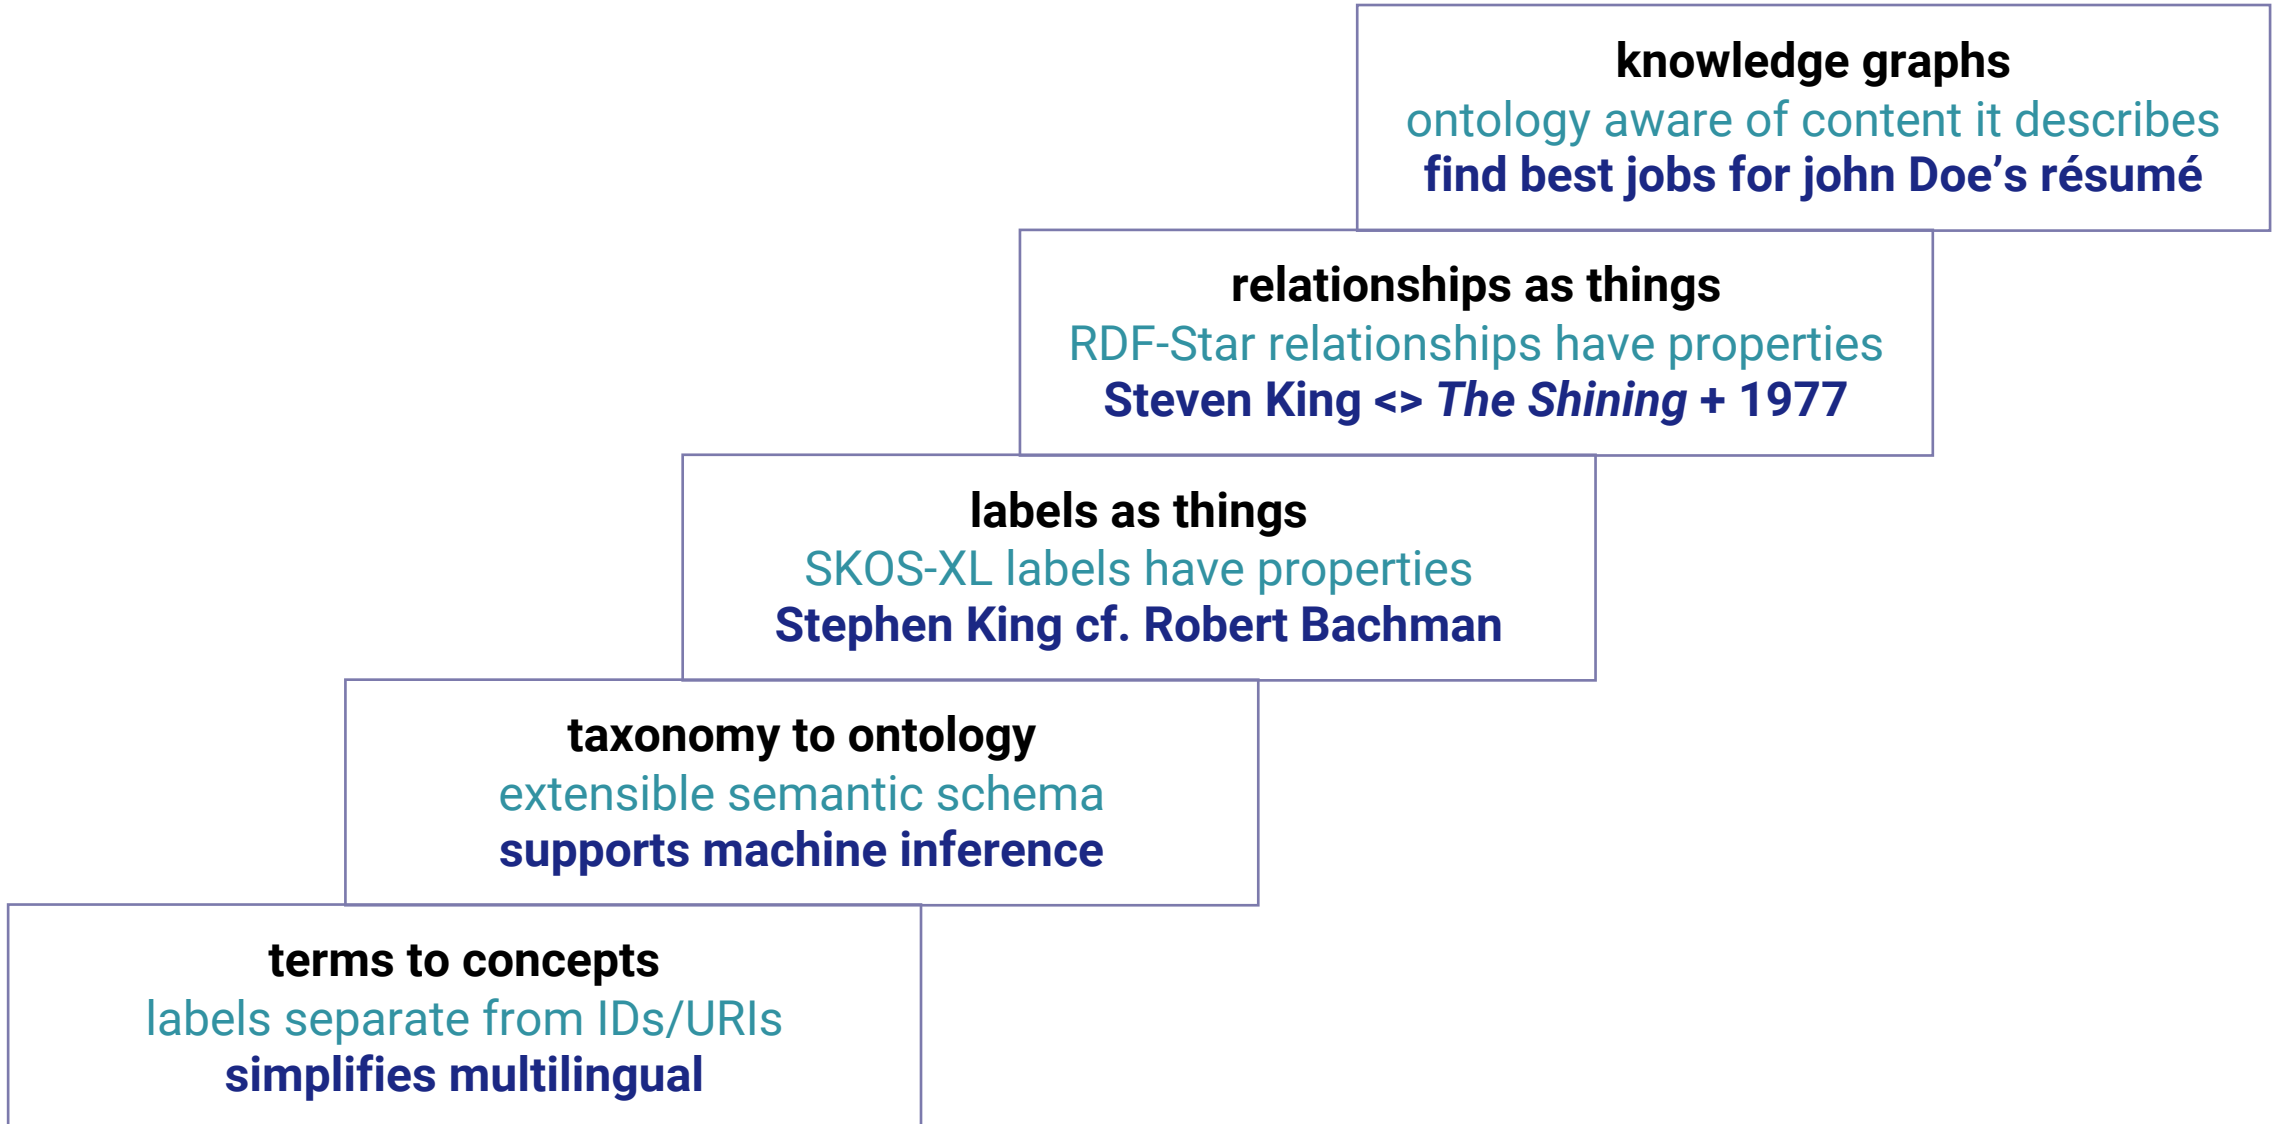 knowledge graphs
ontology aware of content it describes
find best jobs for john Doe’s résumé
relationships as things
RDF-Star relationships have properties
Steven King <> The Shining + 1977
labels as things
SKOS-XL labels have properties
Stephen King cf. Robert Bachman
taxonomy to ontology
extensible semantic schema
supports machine inference
terms to concepts
labels separate from IDs/URIs
simplifies multilingual